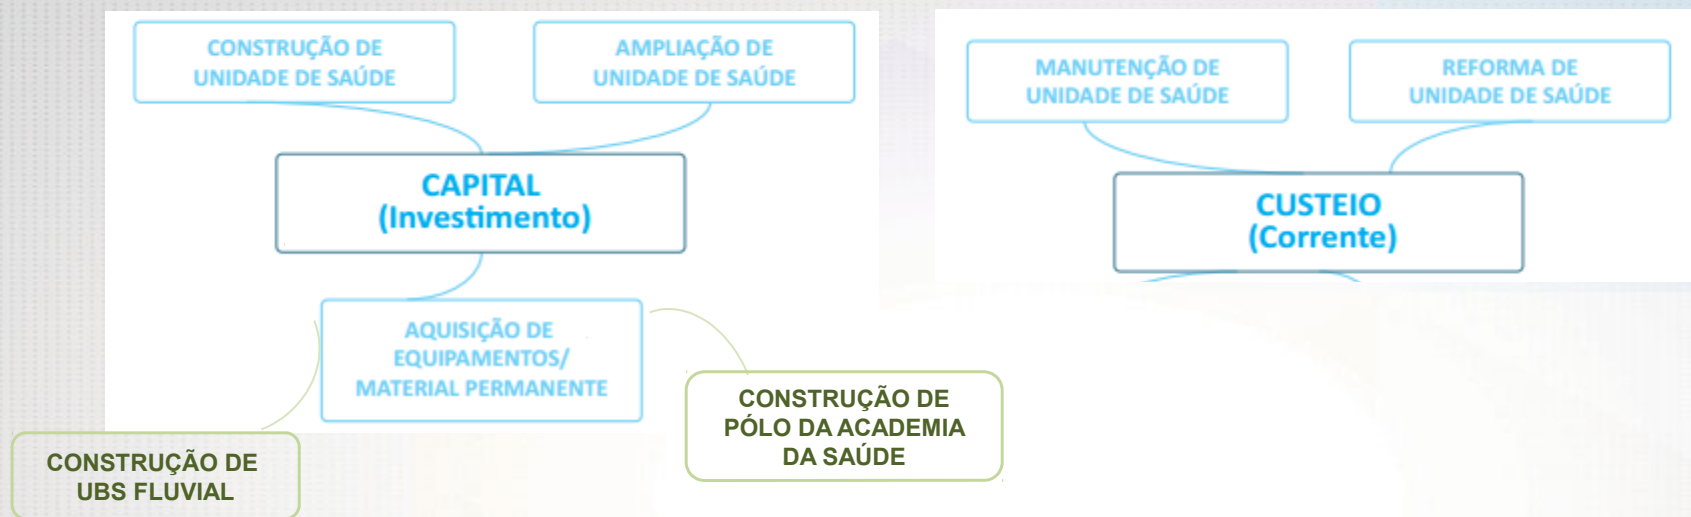 CONSTRUÇÃO DE
UNIDADE DE SAÚDE
AMPLIAÇÃO DE
UNIDADE DE SAÚDE
CAPITAL
(Investimento)
AQUISIÇÃO DE
EQUIPAMENTOS/
MATERIAL PERMANENTE
CONSTRUÇÃO DE
UBS FLUVIAL
CONSTRUÇÃO DE
PÓLO DA ACADEMIA
DA SAÚDE
MANUTENÇÃO DE
UNIDADE DE SAÚDE
REFORMA DE
UNIDADE DE SAÚDE
CUSTEIO
(Corrente)